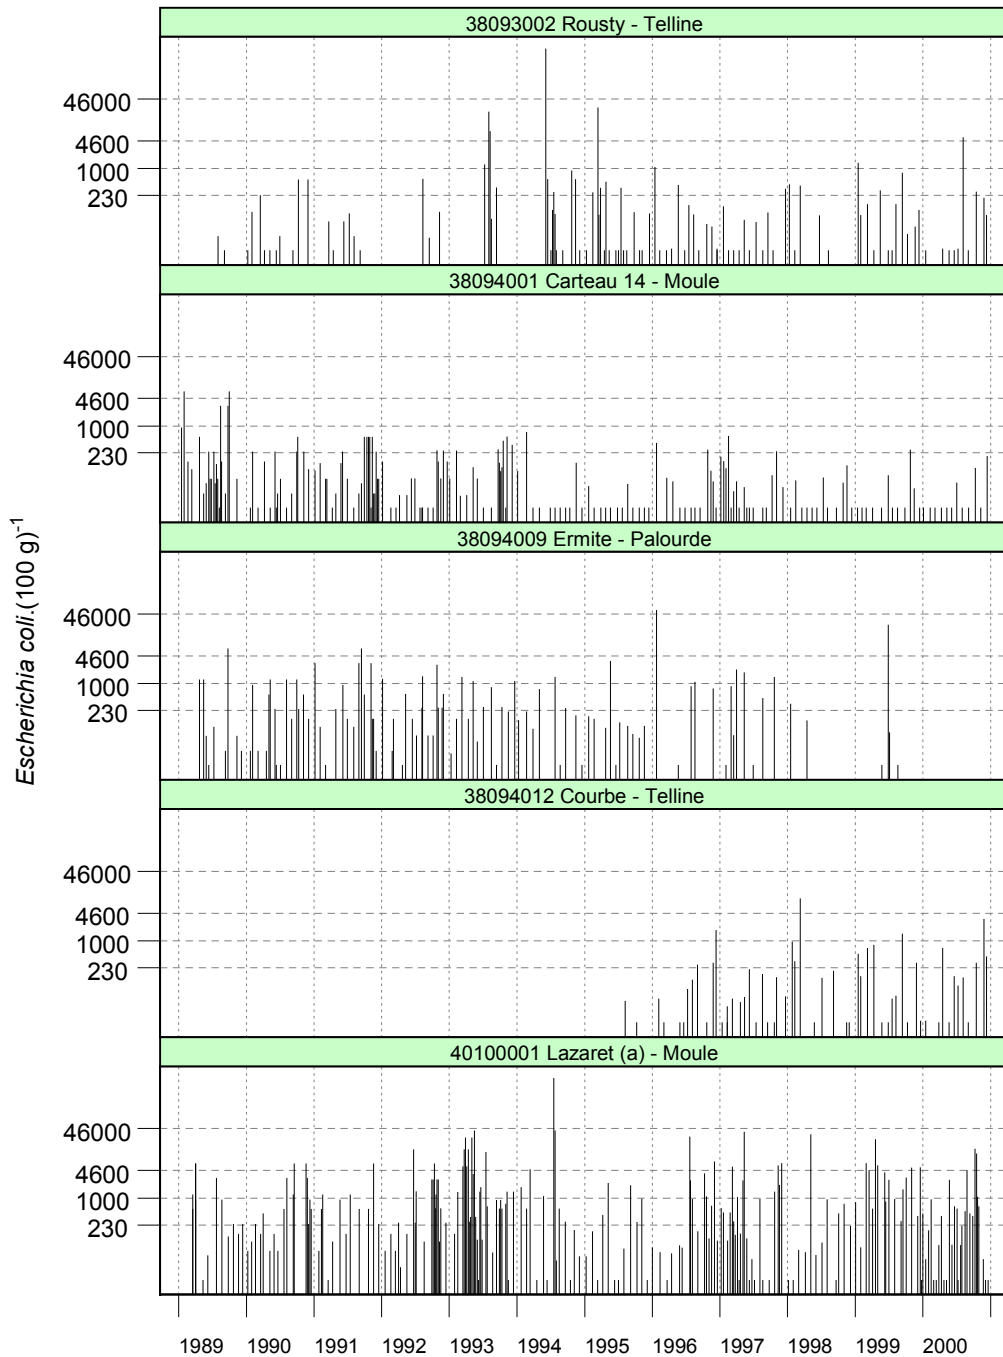 38093002 Rousty - Telline
46000
4600
1000
230
38094001 Carteau 14 - Moule
46000
4600
1000
230
38094009 Ermite - Palourde
46000
4600
1000
230
38094012 Courbe - Telline
46000
4600
1000
230
40100001 Lazaret (a) - Moule
46000
4600
1000
230
Escherichia coli.(100 g)⁻¹
1989 1990 1991 1992 1993 1994 1995 1996 1997 1998 1999 2000